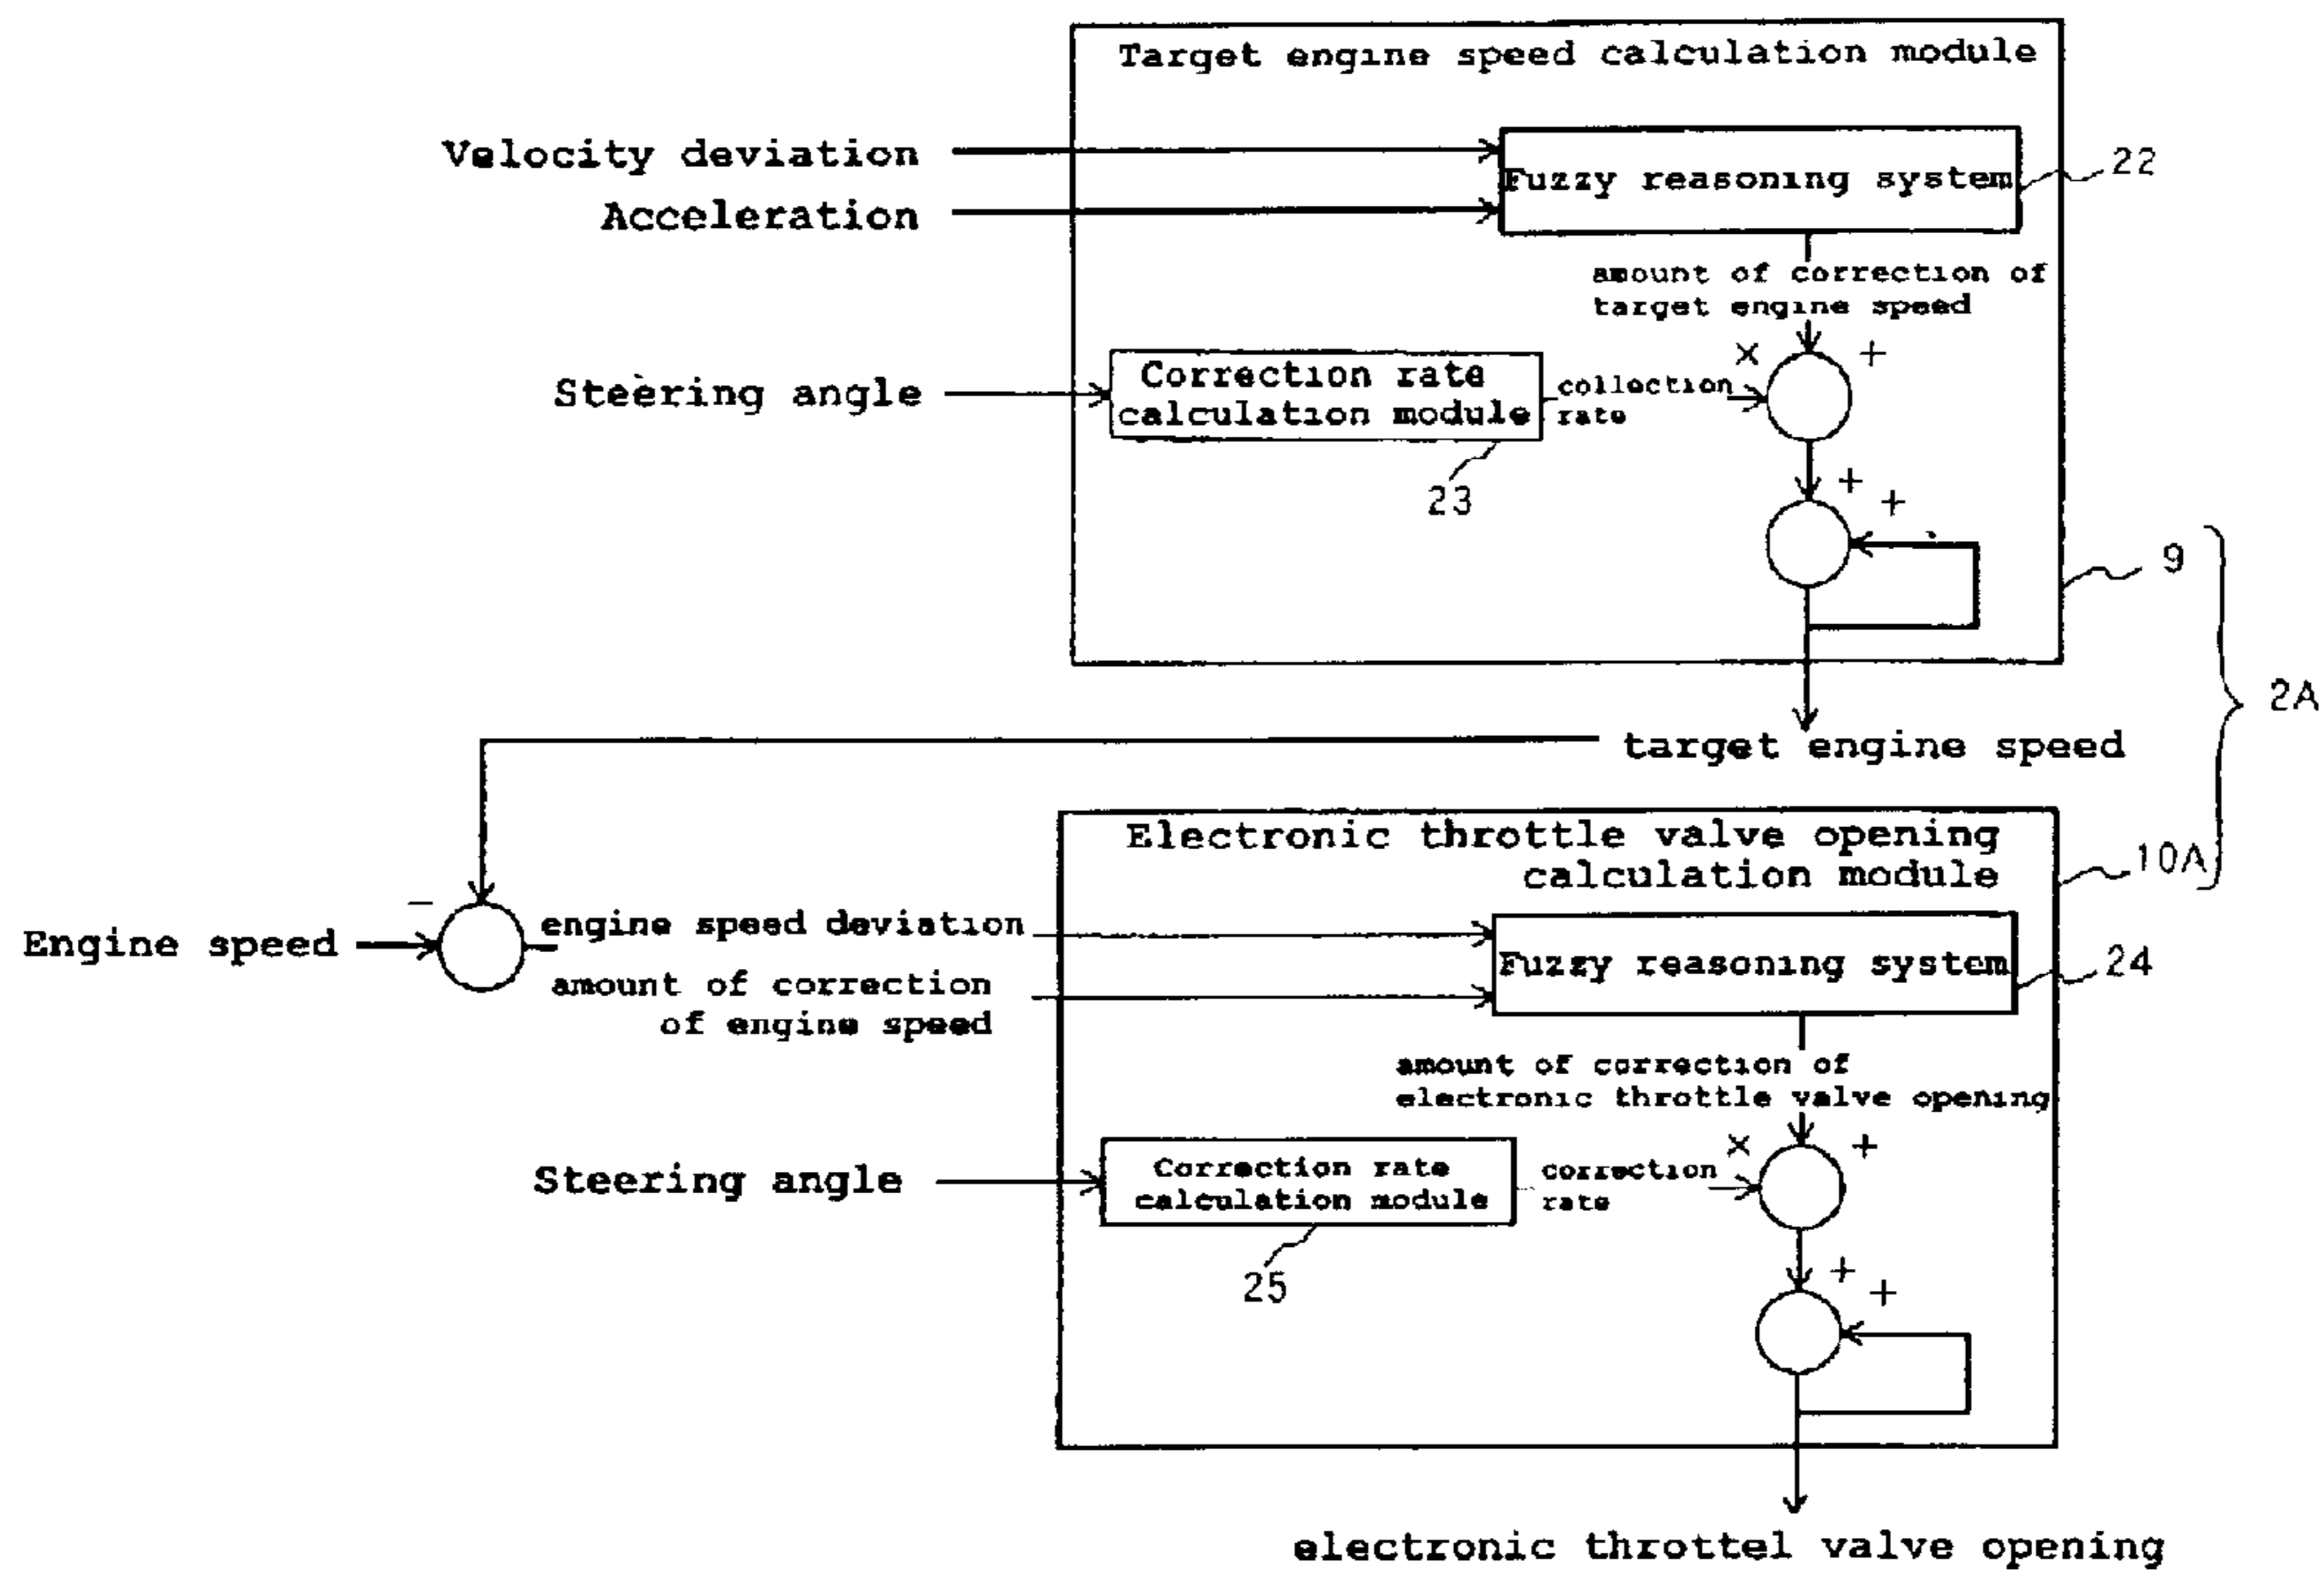 Target engine speed calculation module
Velocity deviation
Fuzzy reasoning system
22
Acceleration
amount of correction of
target engine speed
× +
Steering angle
Correction rate
calculation module
collection
rate
23
+ +
9
2A
target engine speed
Electronic throttle valve opening
calculation module
10A
−
Engine speed
engine speed deviation
Fuzzy reasoning system
24
amount of correction
of engine speed
amount of correction of
electronic throttle valve opening
× +
Steering angle
Correction rate
calculation module
correction
rate
25
+ +
electronic throttel valve opening